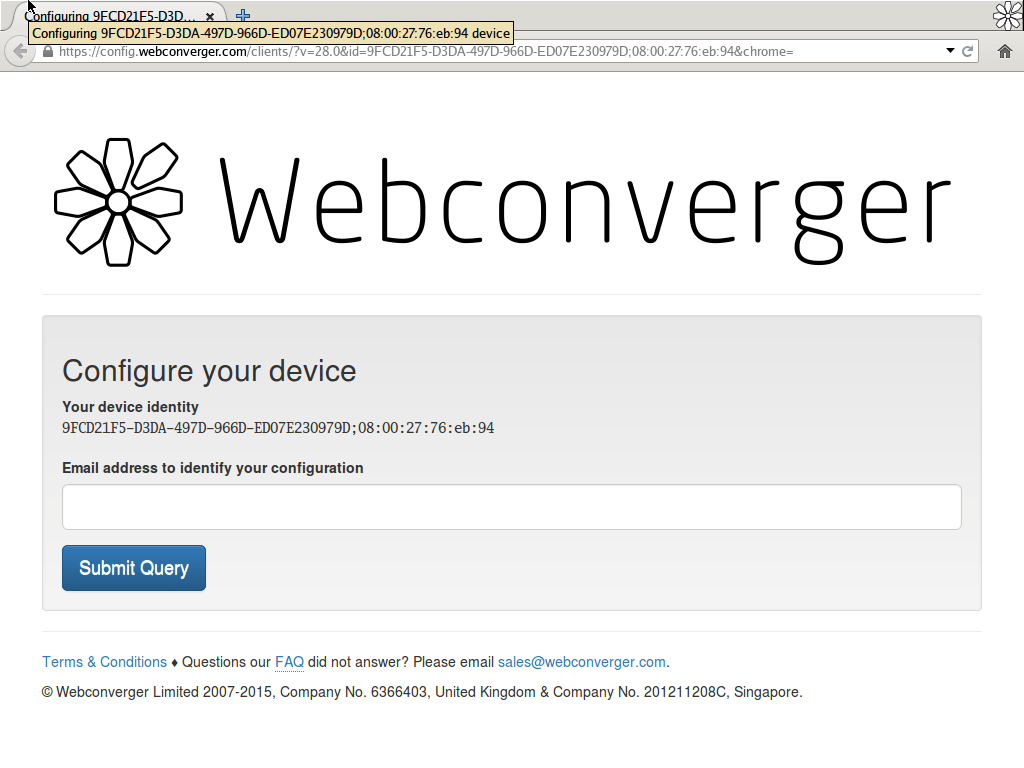 Configuring 9FCD21F5-D3D...
Configuring 9FCD21F5-D3DA-497D-966D-ED07E230979D;08:00:27:76:eb:94 device
https://config.webconverger.com/clients/?v=28.0&id=9FCD21F5-D3DA-497D-966D-ED07E230979D;08:00:27:76:eb:94&chrome=
Webconverger
Configure your device
Your device identity
9FCD21F5-D3DA-497D-966D-ED07E230979D;08:00:27:76:eb:94
Email address to identify your configuration
Submit Query
Terms & Conditions ♦ Questions our FAQ did not answer? Please email sales@webconverger.com.
© Webconverger Limited 2007-2015, Company No. 6366403, United Kingdom & Company No. 201211208C, Singapore.